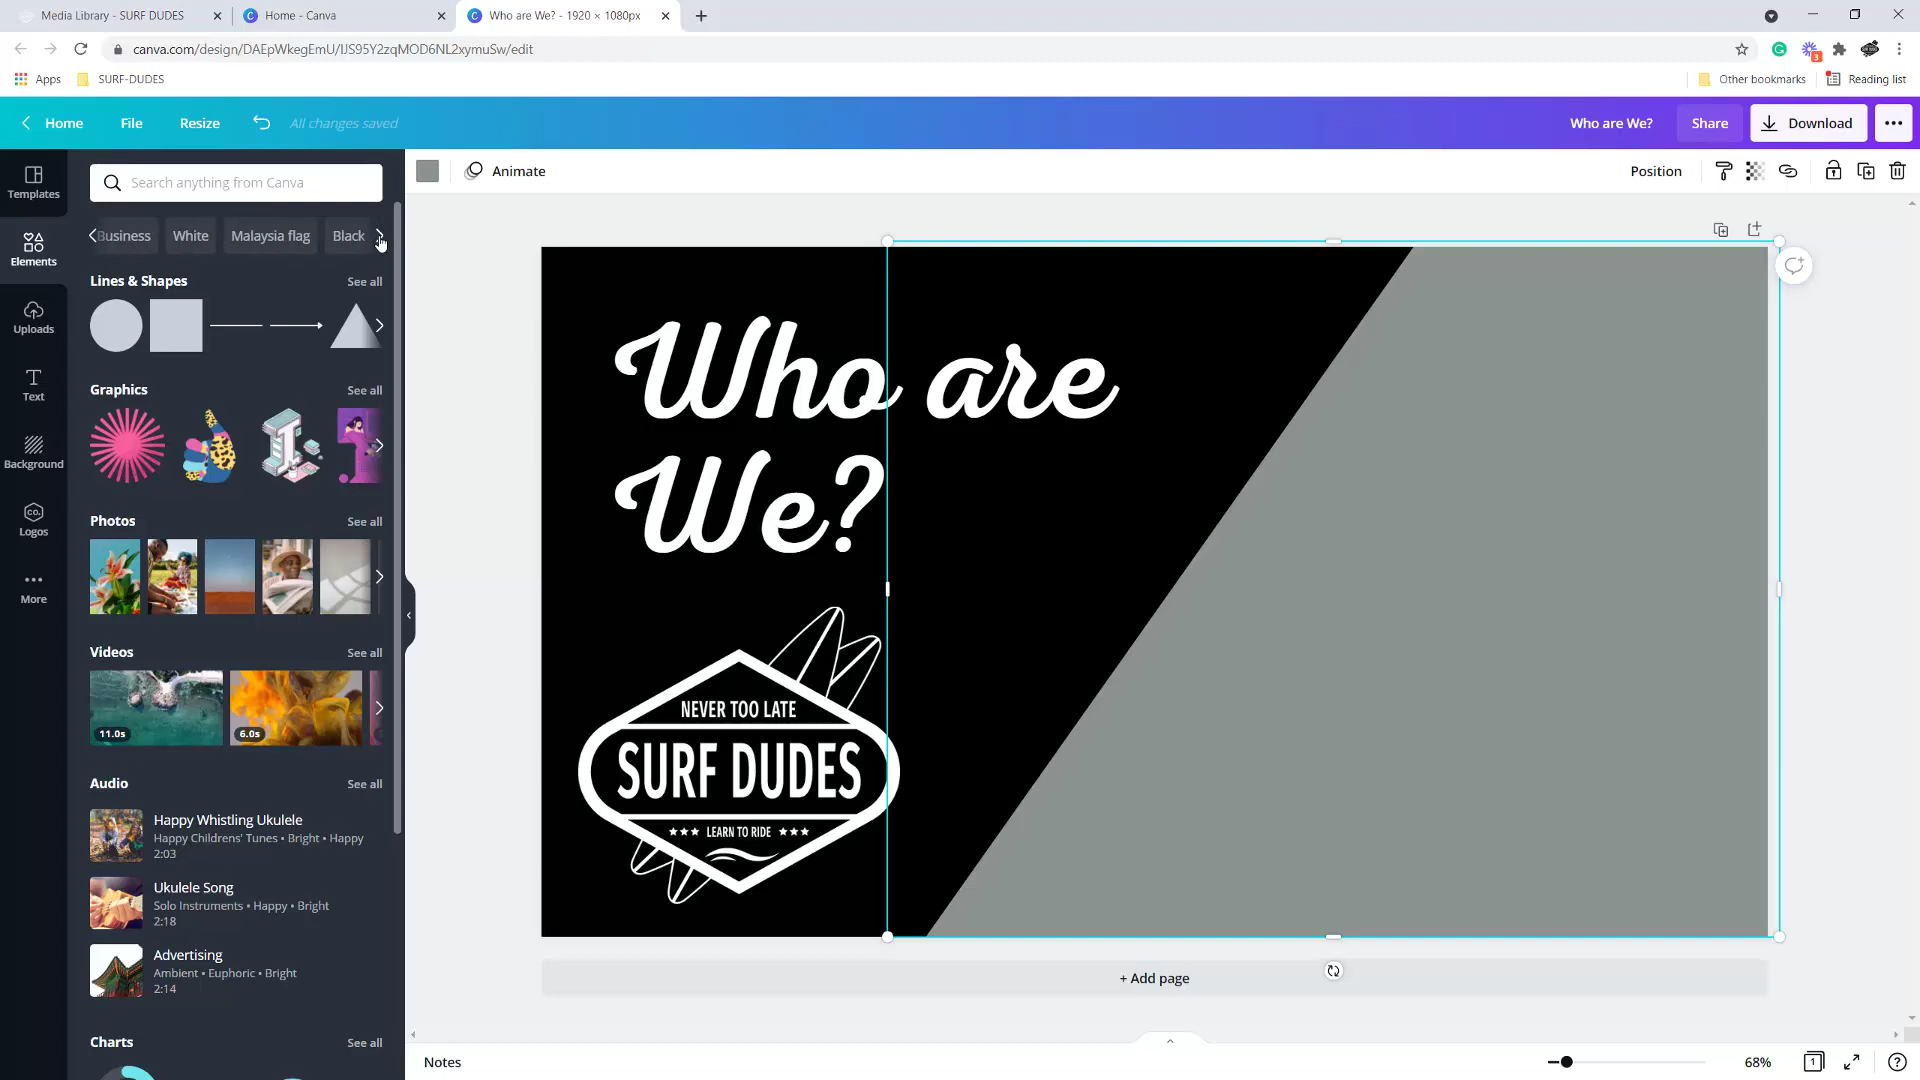 Media Library - SURF DUDES
Home - Canva
Who are We? - 1920 × 1080px
canva.com/design/DAEpWkegEmU/IJS95Y2zqMOD6NL2xymuSw/edit
3
Apps
SURF-DUDES
Other bookmarks
Reading list
Home
File
Resize
All changes saved
Who are We?
Share
Download
Templates
Elements
Uploads
Text
Background
CO.
Logos
More
Search anything from Canva
Business
White
Malaysia flag
Black
Lines & Shapes
See all
Graphics
See all
Photos
See all
Videos
See all
11.0s
6.0s
Audio
See all
Happy Whistling Ukulele
Happy Childrens' Tunes • Bright • Happy
2:03
Ukulele Song
Solo Instruments • Happy • Bright
2:18
Advertising
Ambient • Euphoric • Bright
2:14
Charts
See all
Animate
Position
Who are
We?
NEVER TOO LATE
SURF DUDES
LEARN TO RIDE
+ Add page
Notes
68%
1